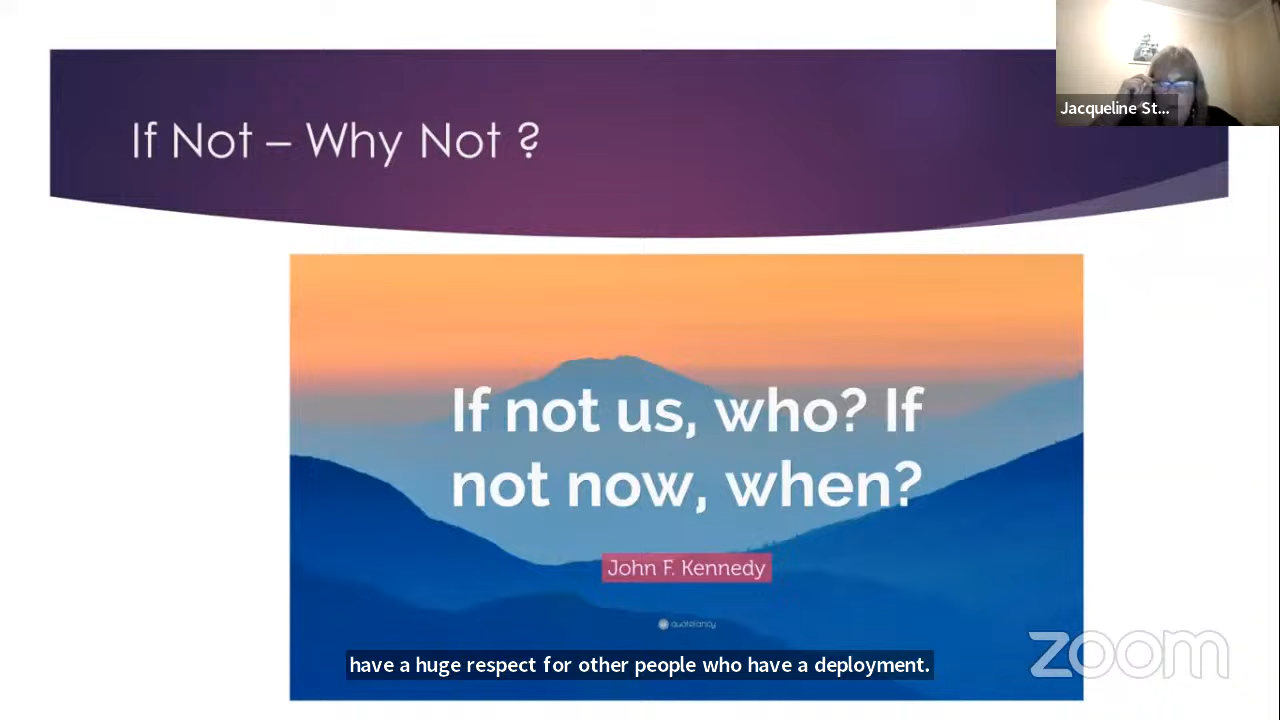 Jacqueline St...
If Not – Why Not ?
If not us, who? If
not now, when?
John F. Kennedy
quotefancy
have a huge respect for other people who have a deployment.
zoom